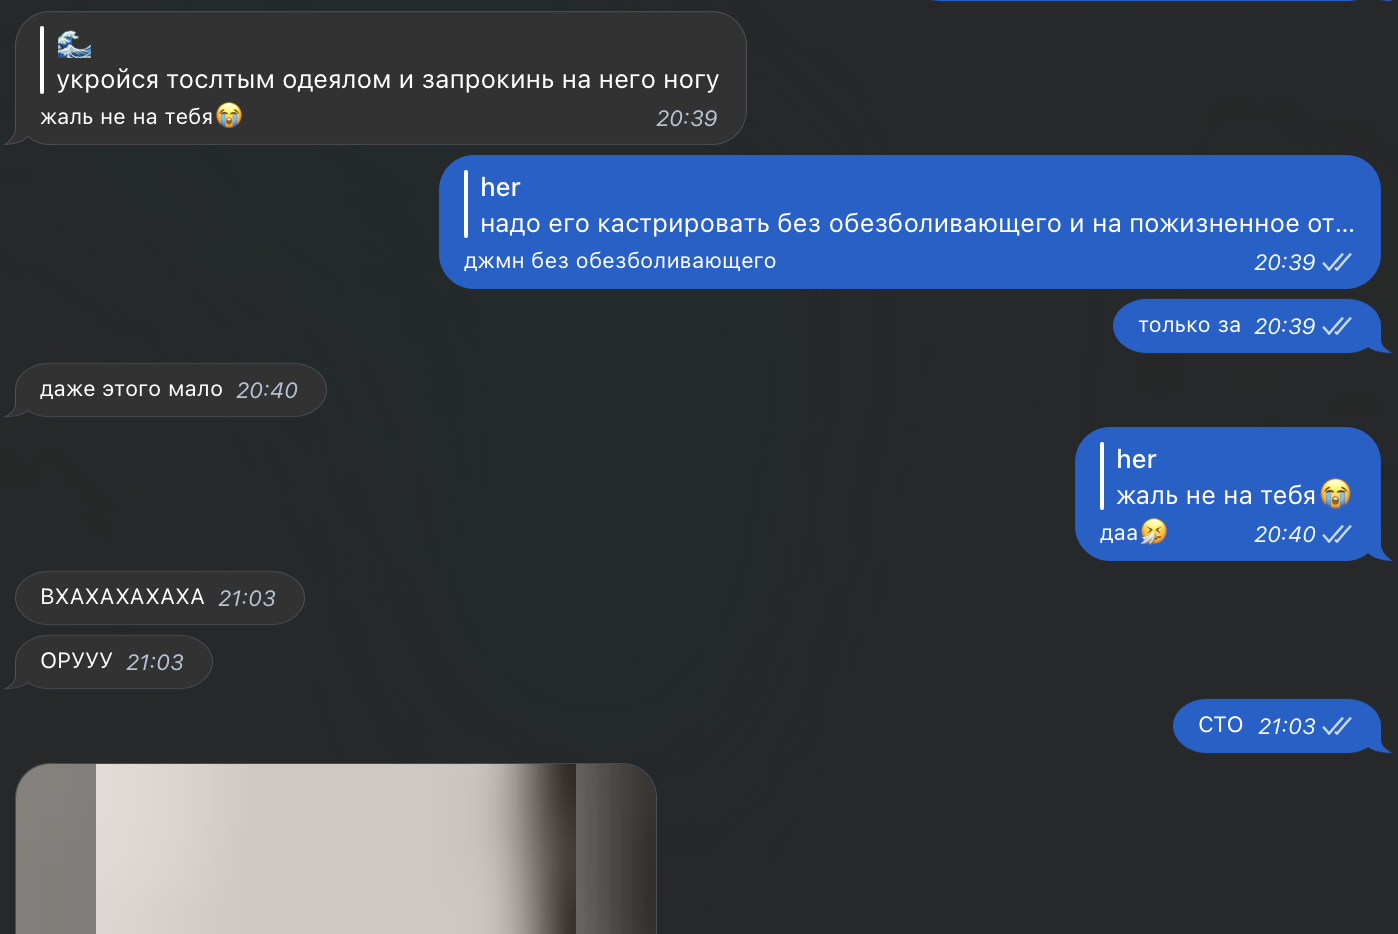 🌊
укройся тослтым одеялом и запрокинь на него ногу
жаль не на тебя😭 20:39
her
надо его кастрировать без обезболивающего и на пожизненное от...
джмн без обезболивающего 20:39
только за 20:39
даже этого мало 20:40
her
жаль не на тебя😭
даа🤧 20:40
ВХАХАХАХАХА 21:03
ОРУУУ 21:03
СТО 21:03